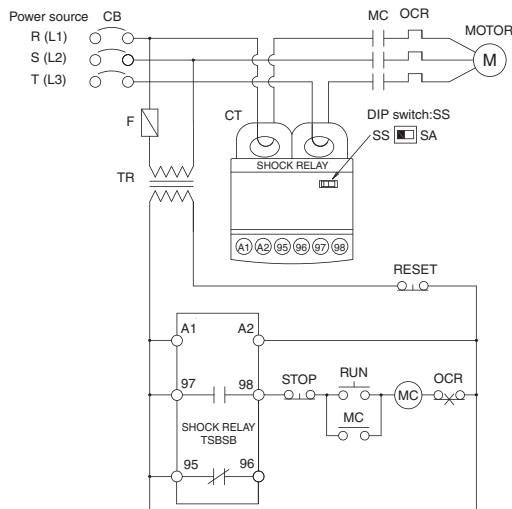 Power source CB
MC OCR
MOTOR
R (L1)
S (L2)
T (L3)
M
F
CT
DIP switch:SS
SS SA
SHOCK RELAY
TR
A1 A2 95 96 97 98
RESET
A1 A2
97 98
STOP RUN
MC OCR
MC
SHOCK RELAY
TSBSB
95 96